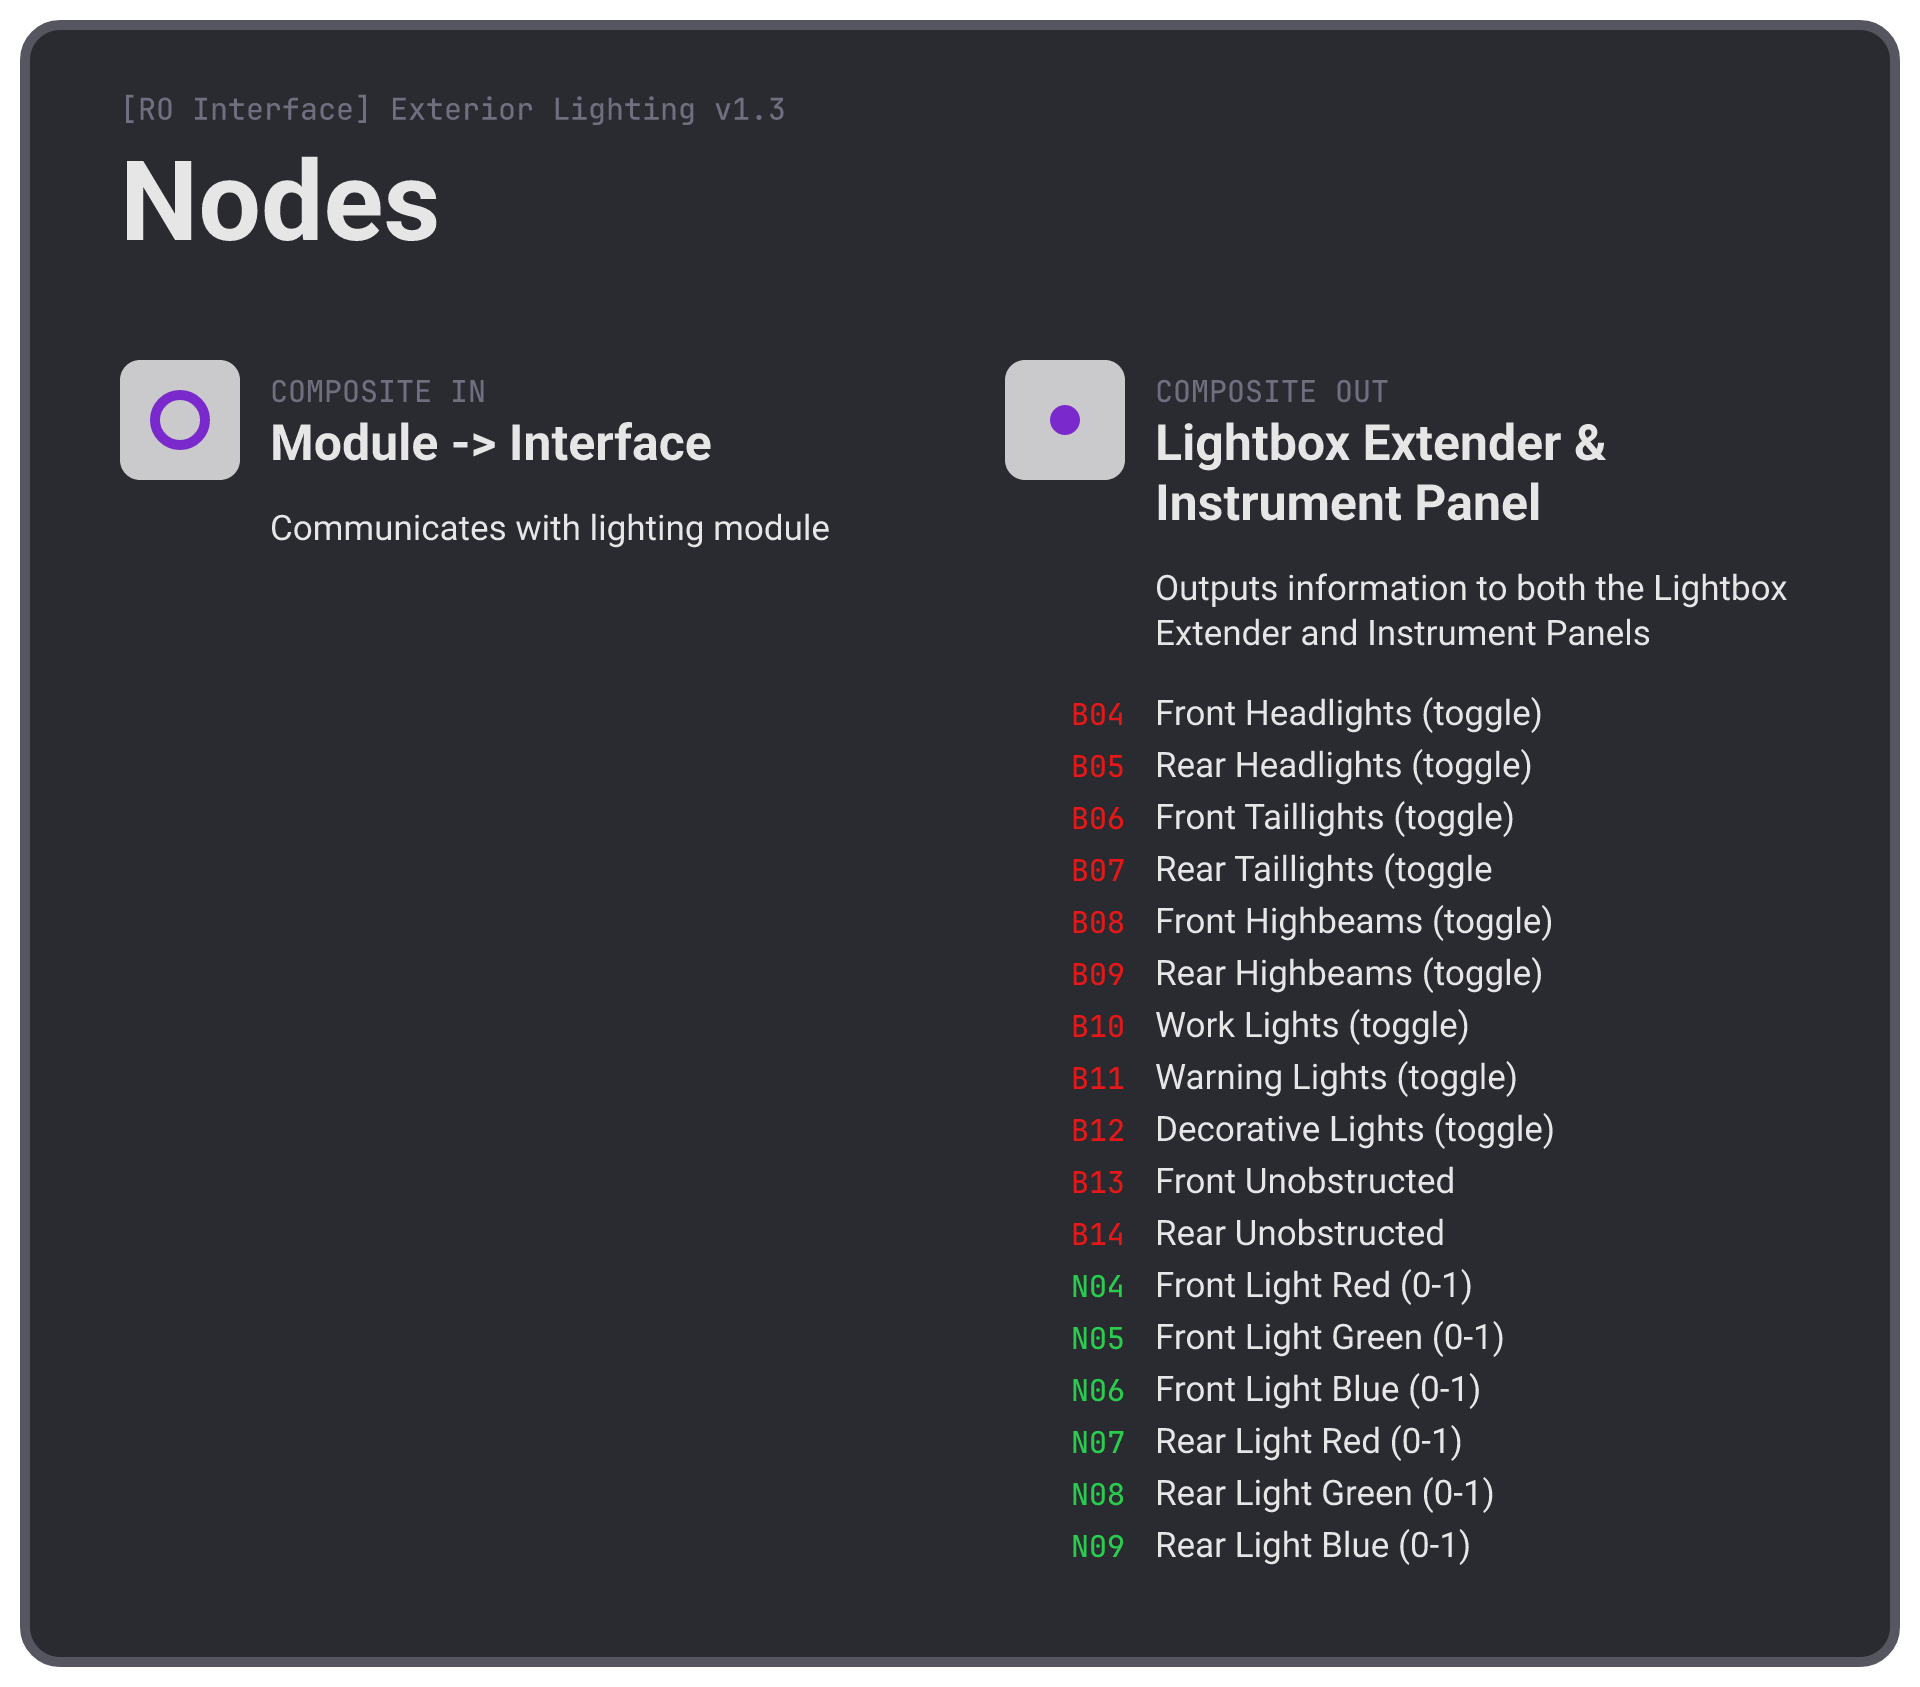 [RO Interface] Exterior Lighting v1.3
Nodes
COMPOSITE IN
Module -> Interface
Communicates with lighting module
COMPOSITE OUT
Lightbox Extender &
Instrument Panel
Outputs information to both the Lightbox
Extender and Instrument Panels
B04 Front Headlights (toggle)
B05 Rear Headlights (toggle)
B06 Front Taillights (toggle)
B07 Rear Taillights (toggle
B08 Front Highbeams (toggle)
B09 Rear Highbeams (toggle)
B10 Work Lights (toggle)
B11 Warning Lights (toggle)
B12 Decorative Lights (toggle)
B13 Front Unobstructed
B14 Rear Unobstructed
N04 Front Light Red (0-1)
N05 Front Light Green (0-1)
N06 Front Light Blue (0-1)
N07 Rear Light Red (0-1)
N08 Rear Light Green (0-1)
N09 Rear Light Blue (0-1)